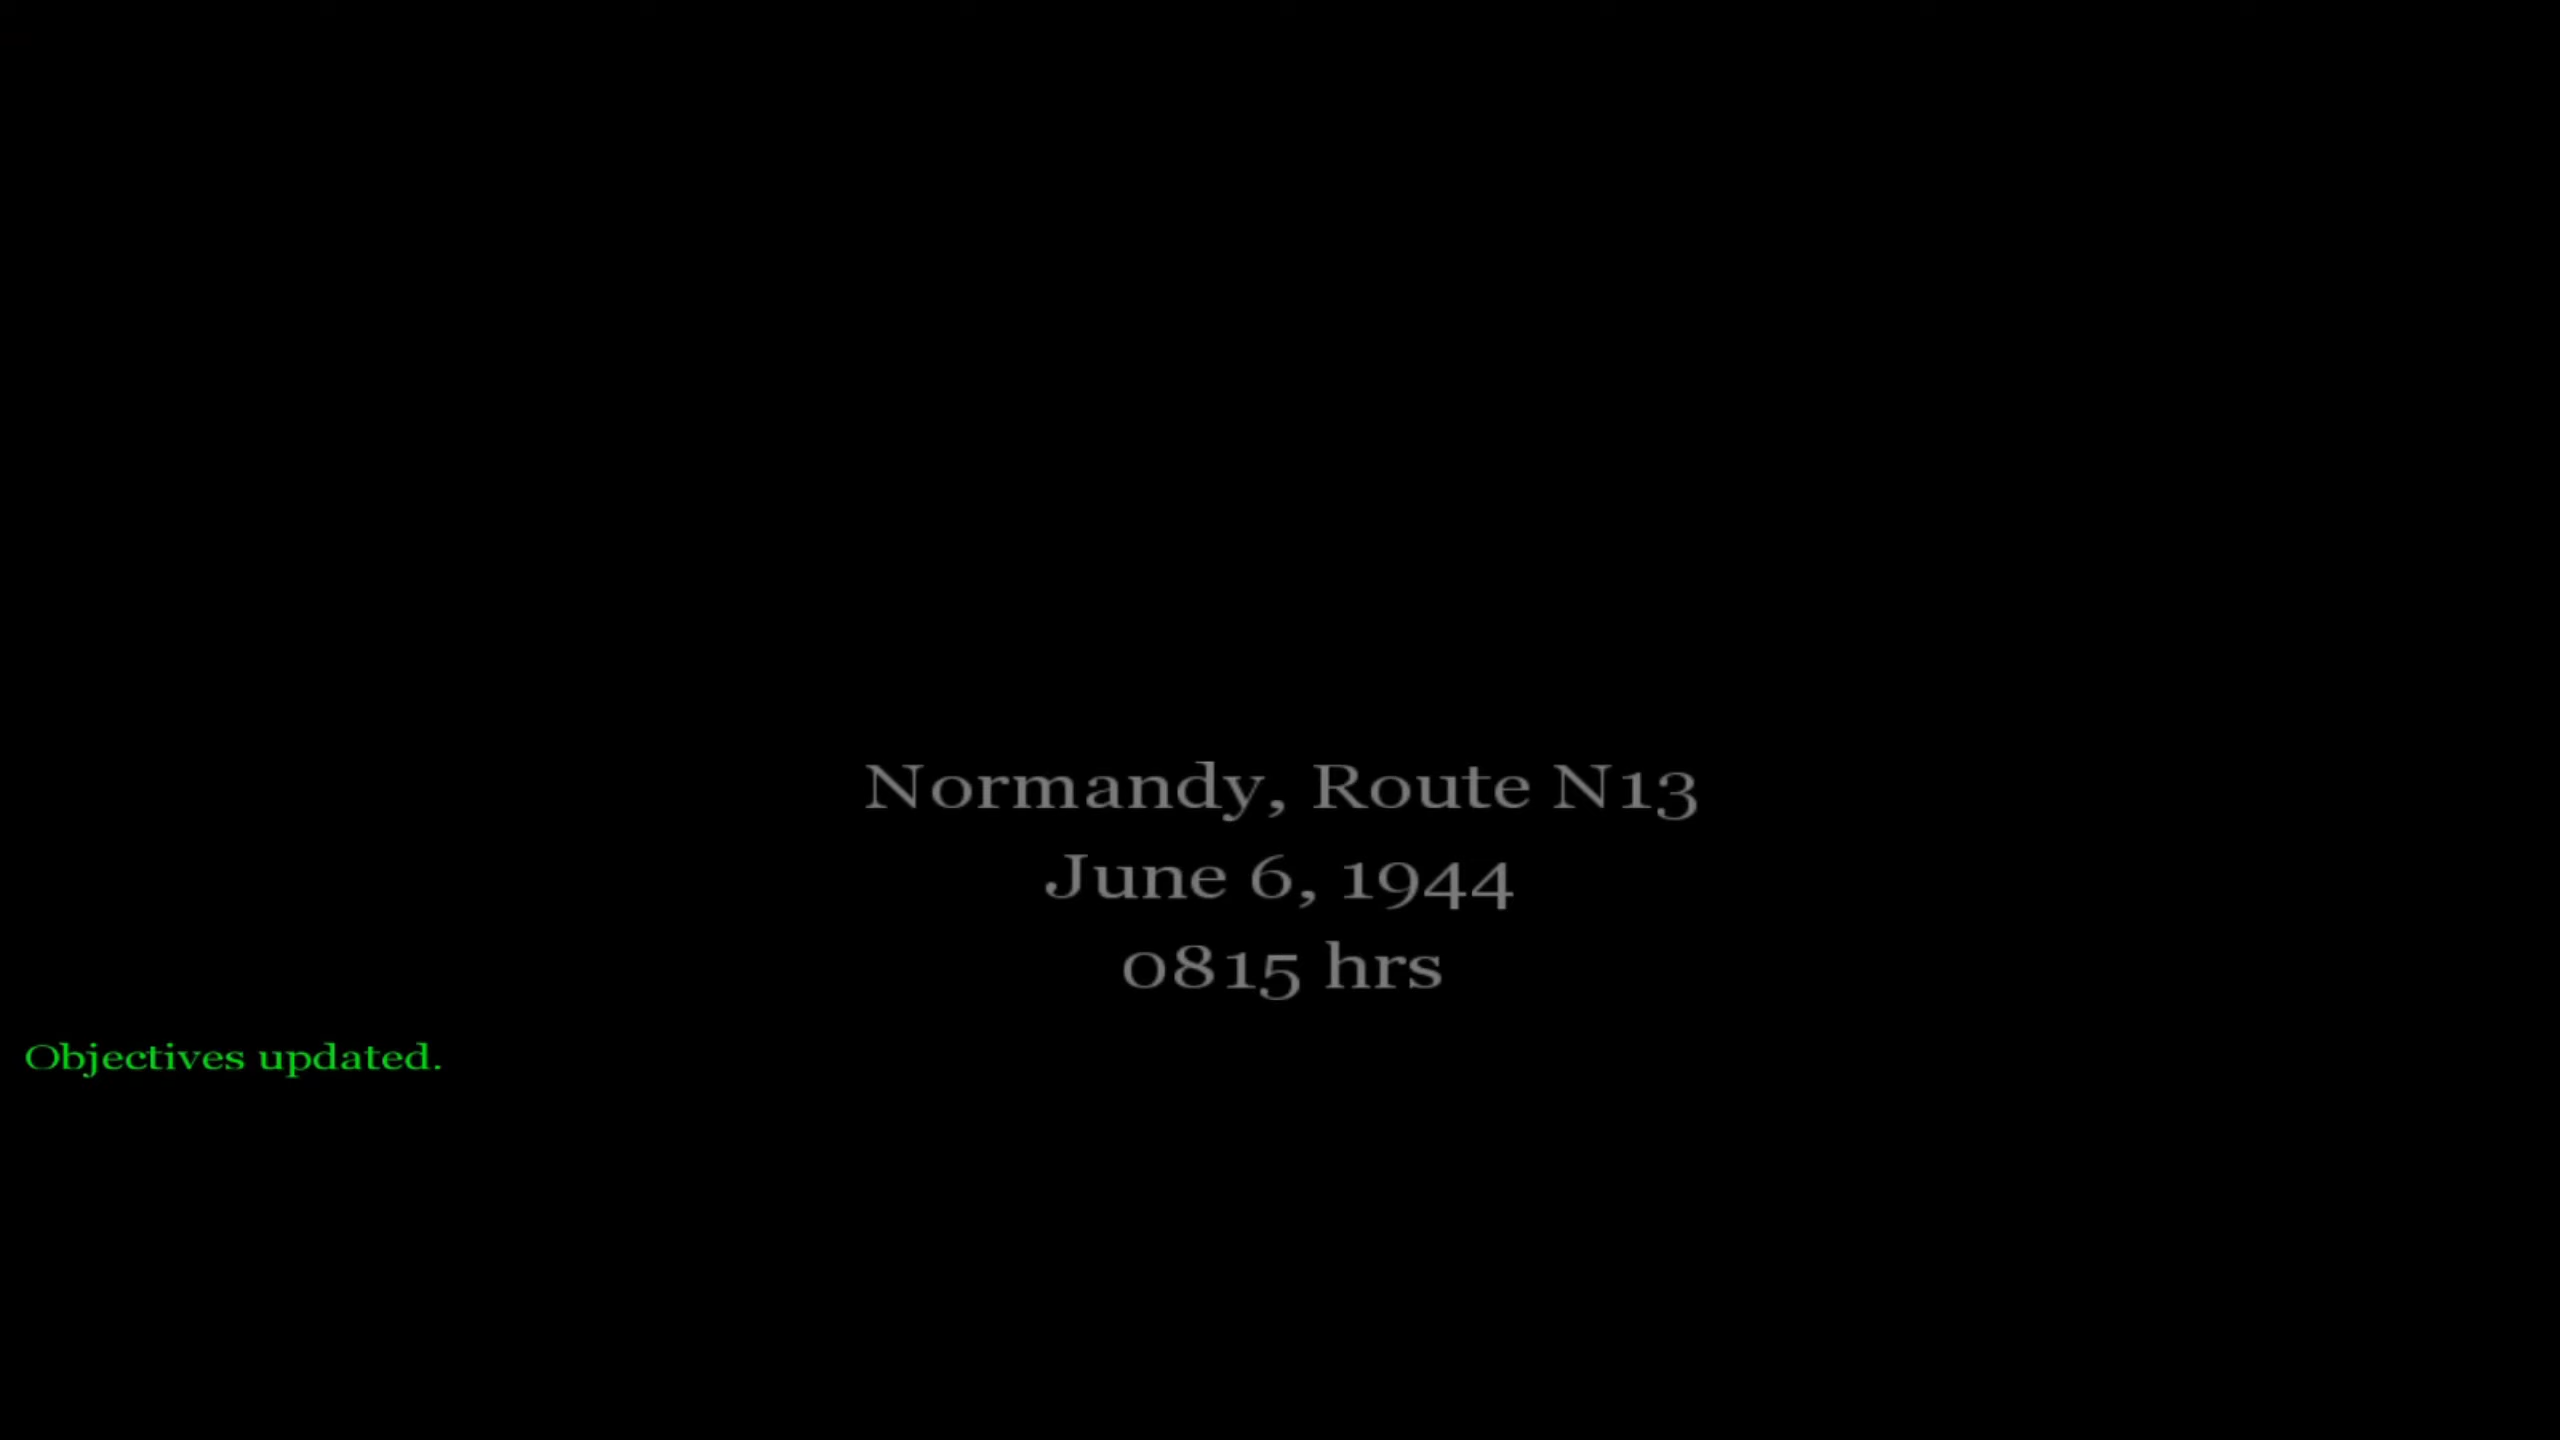 Normandy, Route N13
June 6, 1944
0815 hrs
Objectives updated.